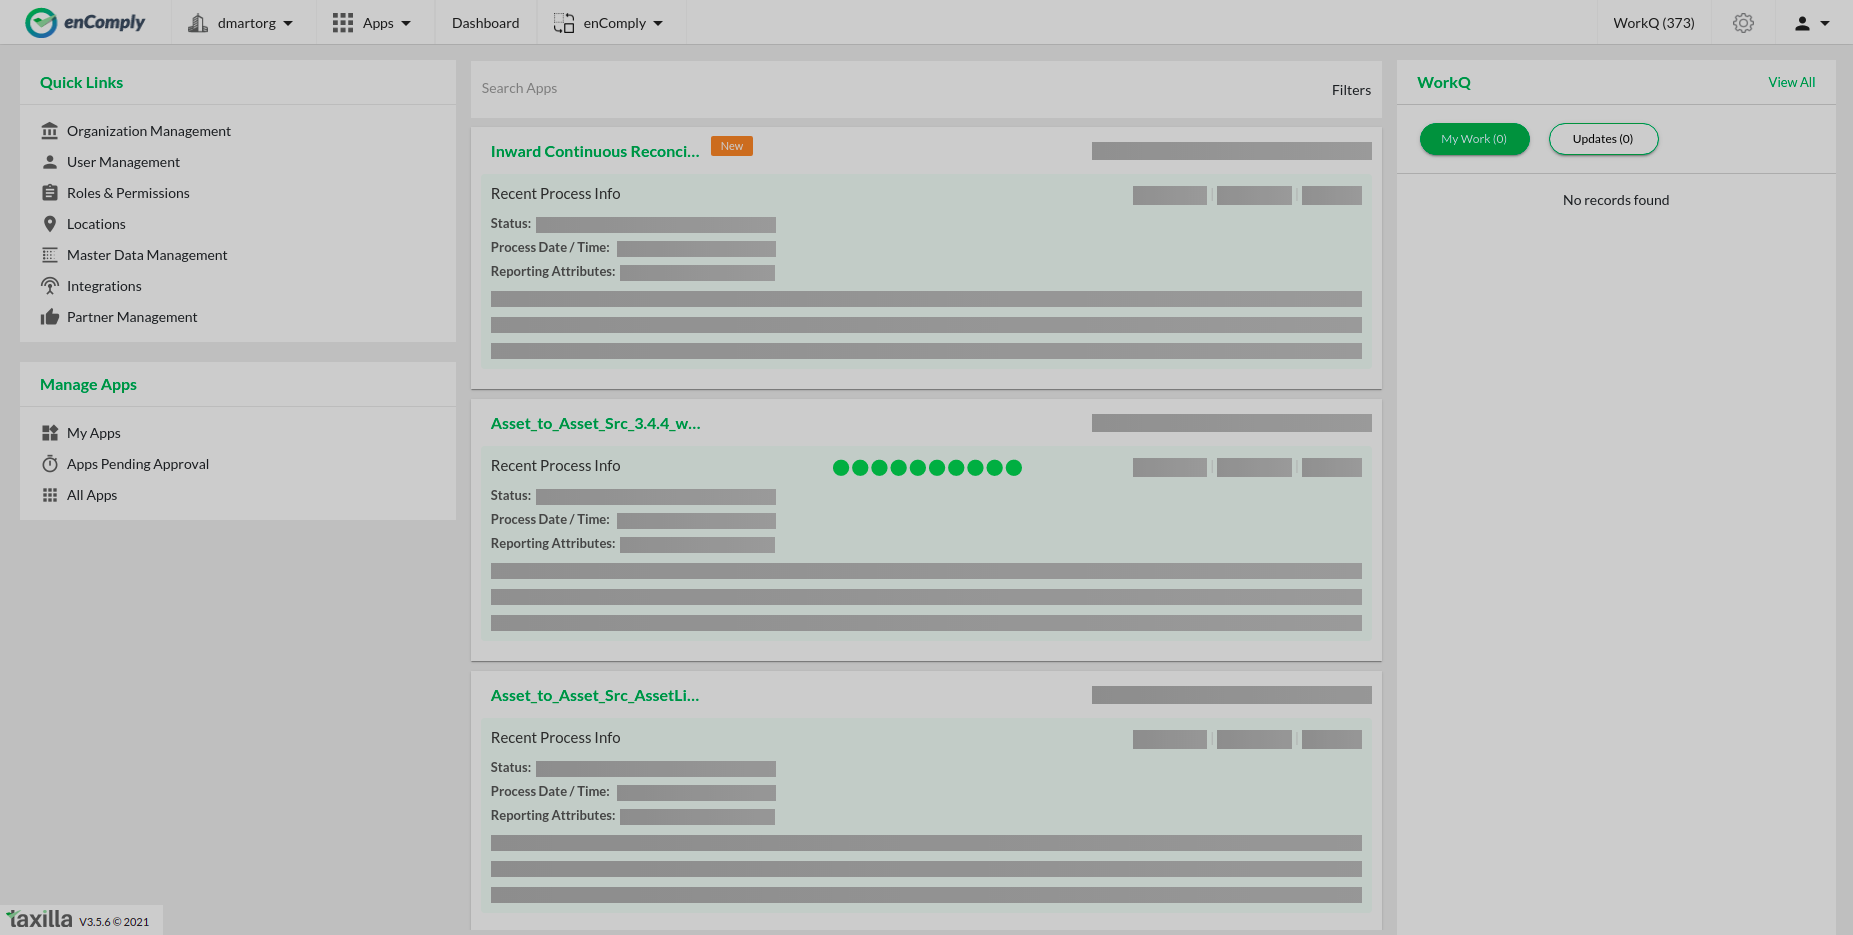 enComply
dmartorg
Apps
Dashboard
enComply
WorkQ (373)
Quick Links
Organization Management
User Management
Roles & Permissions
Locations
Master Data Management
Integrations
Partner Management
Manage Apps
My Apps
Apps Pending Approval
All Apps
Search Apps
Filters
Inward Continuous Reconci...
New
Recent Process Info
Status:
Process Date / Time:
Reporting Attributes:
Asset_to_Asset_Src_3.4.4_w...
Recent Process Info
Status:
Process Date / Time:
Reporting Attributes:
Asset_to_Asset_Src_AssetLi...
Recent Process Info
Status:
Process Date / Time:
Reporting Attributes:
WorkQ
View All
My Work (0)
Updates (0)
No records found
taxilla V3.5.6 © 2021